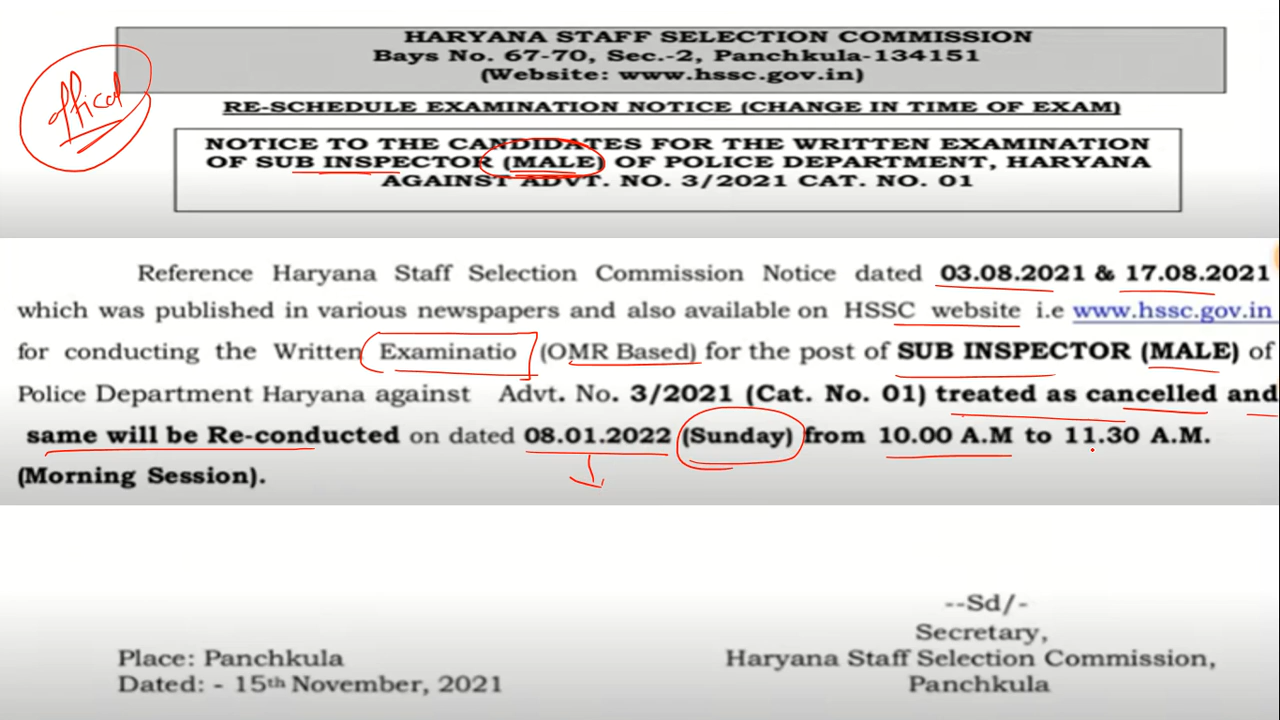 HARYANA STAFF SELECTION COMMISSION
Bays No. 67-70, Sec.-2, Panchkula-134151
(Website: www.hssc.gov.in)
offical
RE-SCHEDULE EXAMINATION NOTICE (CHANGE IN TIME OF EXAM)
NOTICE TO THE CANDIDATES FOR THE WRITTEN EXAMINATION
OF SUB INSPECTOR (MALE) OF POLICE DEPARTMENT, HARYANA
AGAINST ADVT. NO. 3/2021 CAT. NO. 01
Reference Haryana Staff Selection Commission Notice dated 03.08.2021 & 17.08.2021
which was published in various newspapers and also available on HSSC website i.e www.hssc.gov.in
for conducting the Written Examinatio (OMR Based) for the post of SUB INSPECTOR (MALE) of
Police Department Haryana against Advt. No. 3/2021 (Cat. No. 01) treated as cancelled and
same will be Re-conducted on dated 08.01.2022 (Sunday) from 10.00 A.M to 11.30 A.M.
(Morning Session).
--Sd/-
Secretary,
Haryana Staff Selection Commission,
Panchkula
Place: Panchkula
Dated: - 15th November, 2021